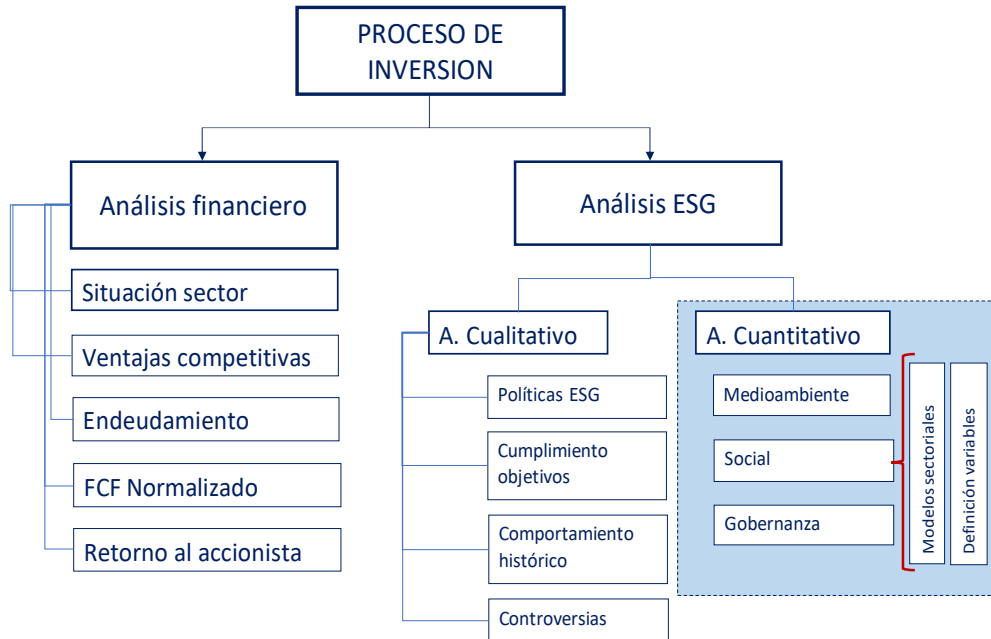 PROCESO DE
INVERSION
Análisis financiero
Situación sector
Ventajas competitivas
Endeudamiento
FCF Normalizado
Retorno al accionista
Análisis ESG
A. Cualitativo
Políticas ESG
Cumplimiento
objetivos
Comportamiento
histórico
Controversias
A. Cuantitativo
Medioambiente
Social
Gobernanza
Modelos sectoriales
Definición variables